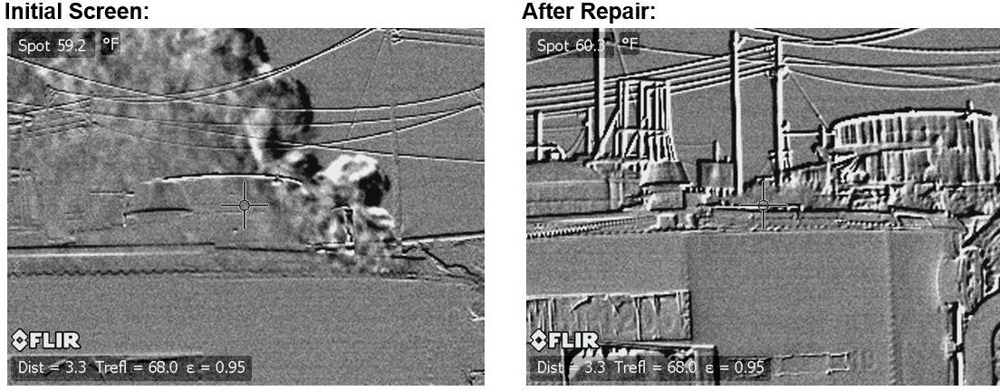 Initial Screen:
Spot 59.2 °F
FLIR
Dist = 3.3 Trefl = 68.0 ε = 0.95
After Repair:
Spot 60.3 °F
FLIR
Dist = 3.3 Trefl = 68.0 ε = 0.95